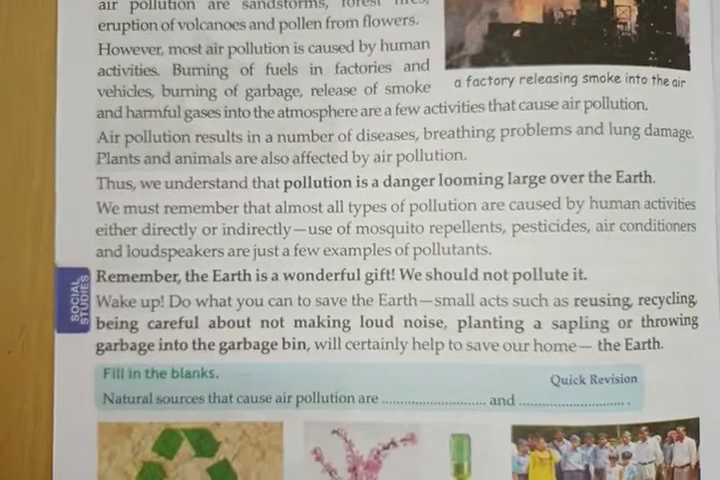 air pollution are sandstorms, forest fires,
eruption of volcanoes and pollen from flowers.
However, most air pollution is caused by human
activities. Burning of fuels in factories and
vehicles, burning of garbage, release of smoke
a factory releasing smoke into the air
and harmful gases into the atmosphere are a few activities that cause air pollution.
Air pollution results in a number of diseases, breathing problems and lung damage.
Plants and animals are also affected by air pollution.
Thus, we understand that pollution is a danger looming large over the Earth.
We must remember that almost all types of pollution are caused by human activities
either directly or indirectly—use of mosquito repellents, pesticides, air conditioners
and loudspeakers are just a few examples of pollutants.
SOCIAL
STUDIES
Remember, the Earth is a wonderful gift! We should not pollute it.
Wake up! Do what you can to save the Earth—small acts such as reusing, recycling,
being careful about not making loud noise, planting a sapling or throwing
garbage into the garbage bin, will certainly help to save our home— the Earth.
Fill in the blanks.
Quick Revision
Natural sources that cause air pollution are .......................... and .......................... .